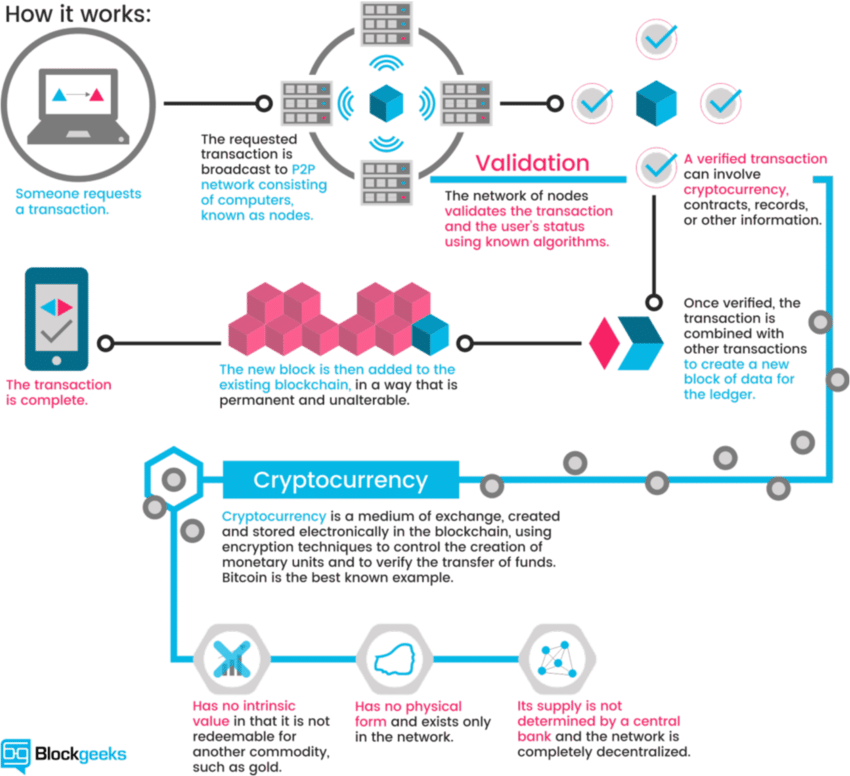 How it works:
Someone requests
a transaction.
The requested
transaction is
broadcast to P2P
network consisting
of computers,
known as nodes.
Validation
The network of nodes
validates the transaction
and the user's status
using known algorithms.
A verified transaction
can involve
cryptocurrency,
contracts, records,
or other information.
Once verified, the
transaction is
combined with
other transactions
to create a new
block of data for
the ledger.
The new block is then added to the
existing blockchain, in a way that is
permanent and unalterable.
The transaction
is complete.
Cryptocurrency
Cryptocurrency is a medium of exchange, created
and stored electronically in the blockchain, using
encryption techniques to control the creation of
monetary units and to verify the transfer of funds.
Bitcoin is the best known example.
Has no intrinsic
value in that it is not
redeemable for
another commodity,
such as gold.
Has no physical
form and exists only
in the network.
Its supply is not
determined by a central
bank and the network is
completely decentralized.
Blockgeeks